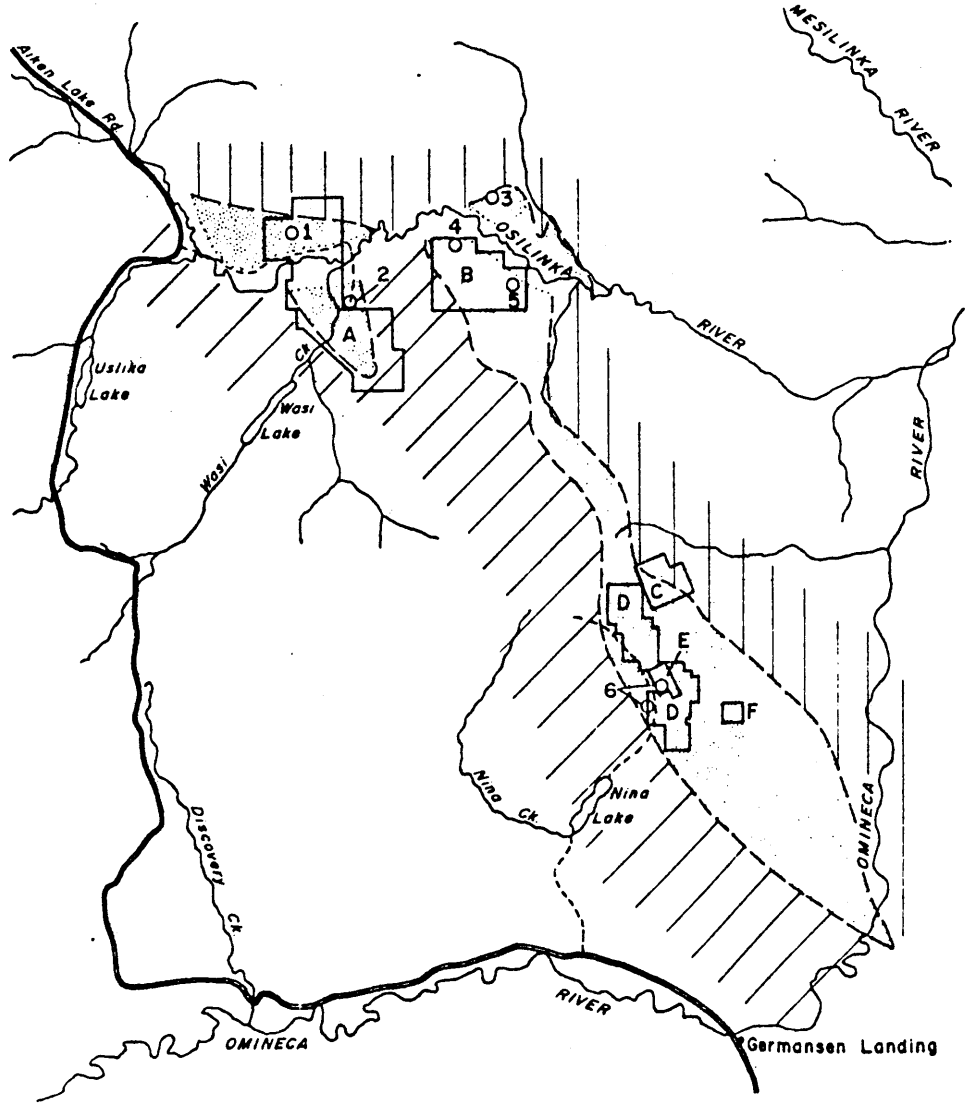 MESILINKA
RIVER
Aiken Lake Rd.
3
1
4
OSILINKA
2
B
5
A
RIVER
Ck.
Uslika
Lake
Wasi
Lake
Wasi
RIVER
C
D
E
6
D
F
Nina Ck.
Nina
Lake
OMINECA
Discovery Ck.
RIVER
OMINECA
Germansen Landing